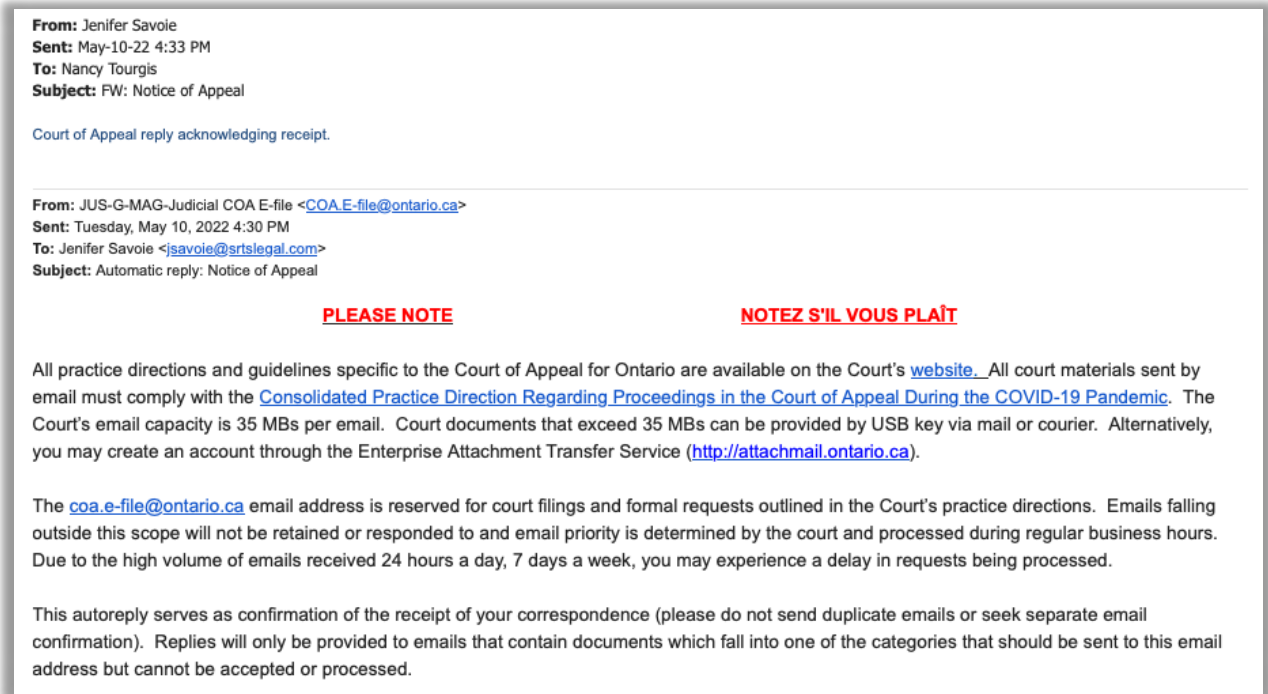 From: Jenifer Savoie
Sent: May-10-22 4:33 PM
To: Nancy Tourgis
Subject: FW: Notice of Appeal
Court of Appeal reply acknowledging receipt.
From: JUS-G-MAG-Judicial COA E-file <COA.E-file@ontario.ca>
Sent: Tuesday, May 10, 2022 4:30 PM
To: Jenifer Savoie <jsavoie@srtslegal.com>
Subject: Automatic reply: Notice of Appeal
PLEASE NOTE NOTEZ S'IL VOUS PLAÎT
All practice directions and guidelines specific to the Court of Appeal for Ontario are available on the Court's website. All court materials sent by
email must comply with the Consolidated Practice Direction Regarding Proceedings in the Court of Appeal During the COVID-19 Pandemic. The
Court's email capacity is 35 MBs per email. Court documents that exceed 35 MBs can be provided by USB key via mail or courier. Alternatively,
you may create an account through the Enterprise Attachment Transfer Service (http://attachmail.ontario.ca).
The coa.e-file@ontario.ca email address is reserved for court filings and formal requests outlined in the Court's practice directions. Emails falling
outside this scope will not be retained or responded to and email priority is determined by the court and processed during regular business hours.
Due to the high volume of emails received 24 hours a day, 7 days a week, you may experience a delay in requests being processed.
This autoreply serves as confirmation of the receipt of your correspondence (please do not send duplicate emails or seek separate email
confirmation). Replies will only be provided to emails that contain documents which fall into one of the categories that should be sent to this email
address but cannot be accepted or processed.